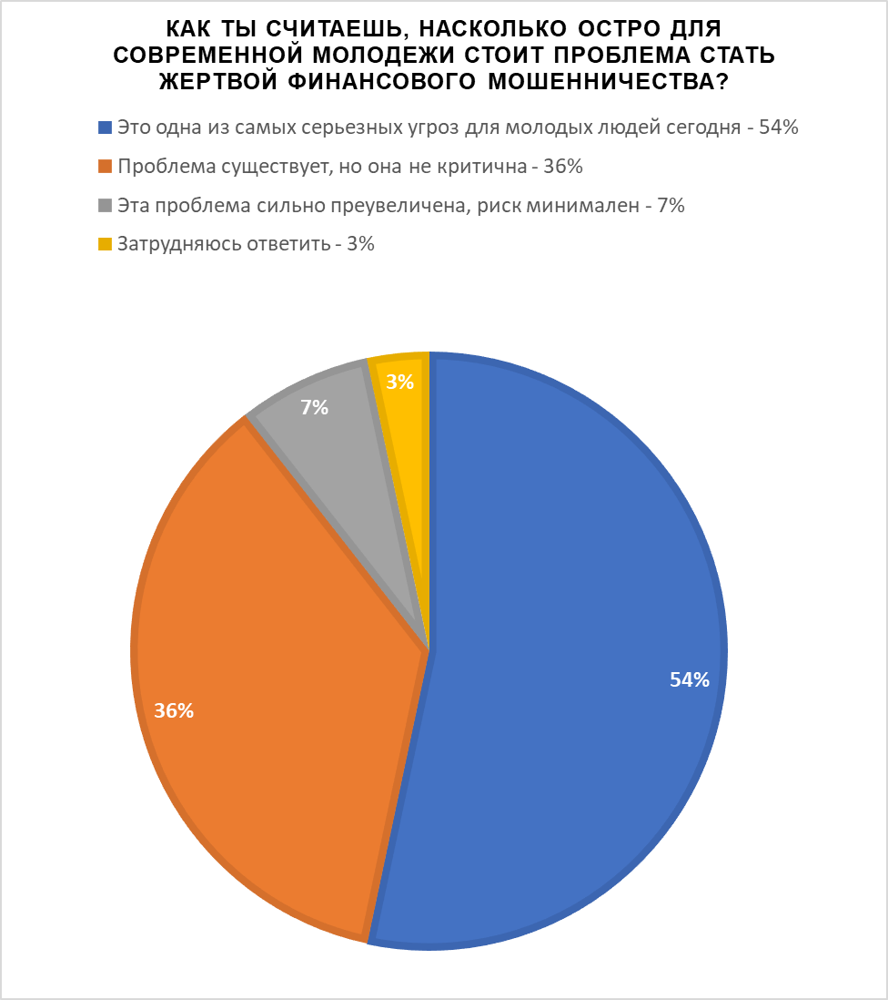 КАК ТЫ СЧИТАЕШЬ, НАСКОЛЬКО ОСТРО ДЛЯ
СОВРЕМЕННОЙ МОЛОДЕЖИ СТОИТ ПРОБЛЕМА СТАТЬ
ЖЕРТВОЙ ФИНАНСОВОГО МОШЕННИЧЕСТВА?
Это одна из самых серьезных угроз для молодых людей сегодня - 54%
Проблема существует, но она не критична - 36%
Эта проблема сильно преувеличена, риск минимален - 7%
Затрудняюсь ответить - 3%
3%
7%
54%
36%